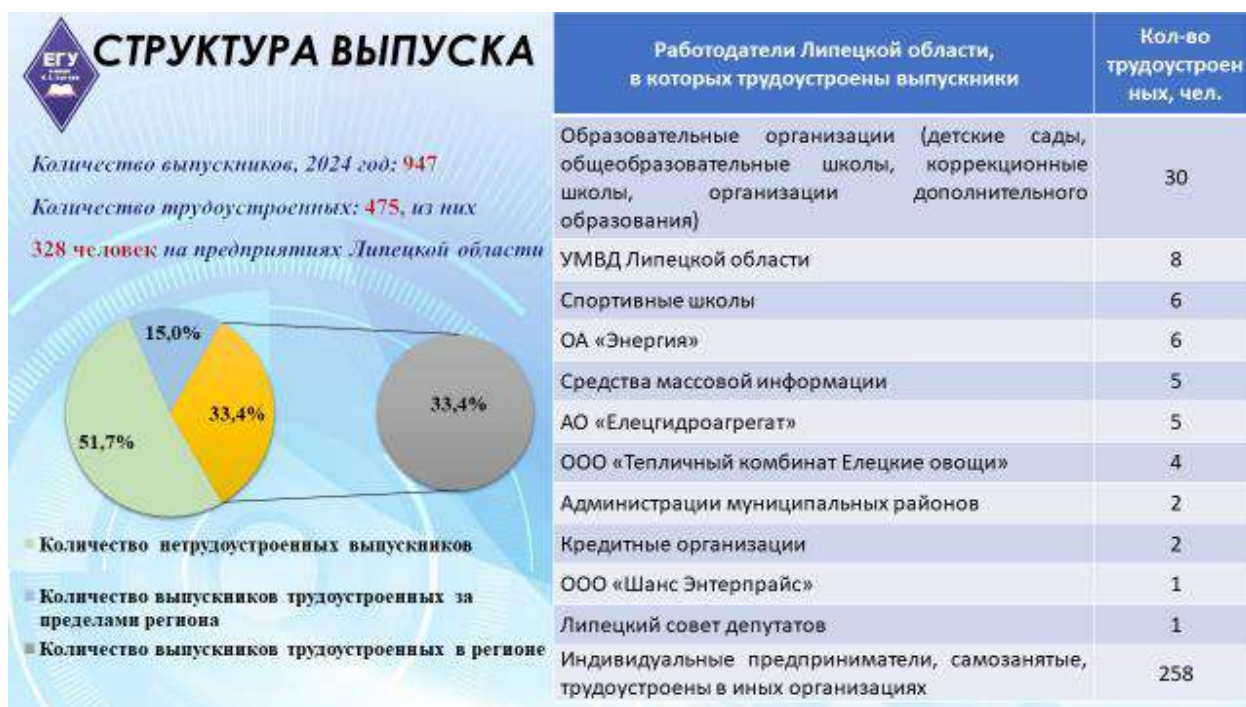 ЕГУ
СТРУКТУРА ВЫПУСКА
Количество выпускников, 2024 год: 947
Количество трудоустроенных: 475, из них
328 человек на предприятиях Липецкой области
15,0%
33,4%
51,7%
33,4%
Количество нетрудоустроенных выпускников
Количество выпускников трудоустроенных за
пределами региона
Количество выпускников трудоустроенных в регионе
Работодатели Липецкой области,
в которых трудоустроены выпускники
Кол-во
трудоустроен
ных, чел.
Образовательные организации (детские сады,
общеобразовательные школы, коррекционные
школы, организации дополнительного
образования)
30
УМВД Липецкой области
8
Спортивные школы
6
ОА «Энергия»
6
Средства массовой информации
5
АО «Елецгидроагрегат»
5
ООО «Тепличный комбинат Елецкие овощи»
4
Администрации муниципальных районов
2
Кредитные организации
2
ООО «Шанс Энтерпрайс»
1
Липецкий совет депутатов
1
Индивидуальные предприниматели, самозанятые,
трудоустроены в иных организациях
258